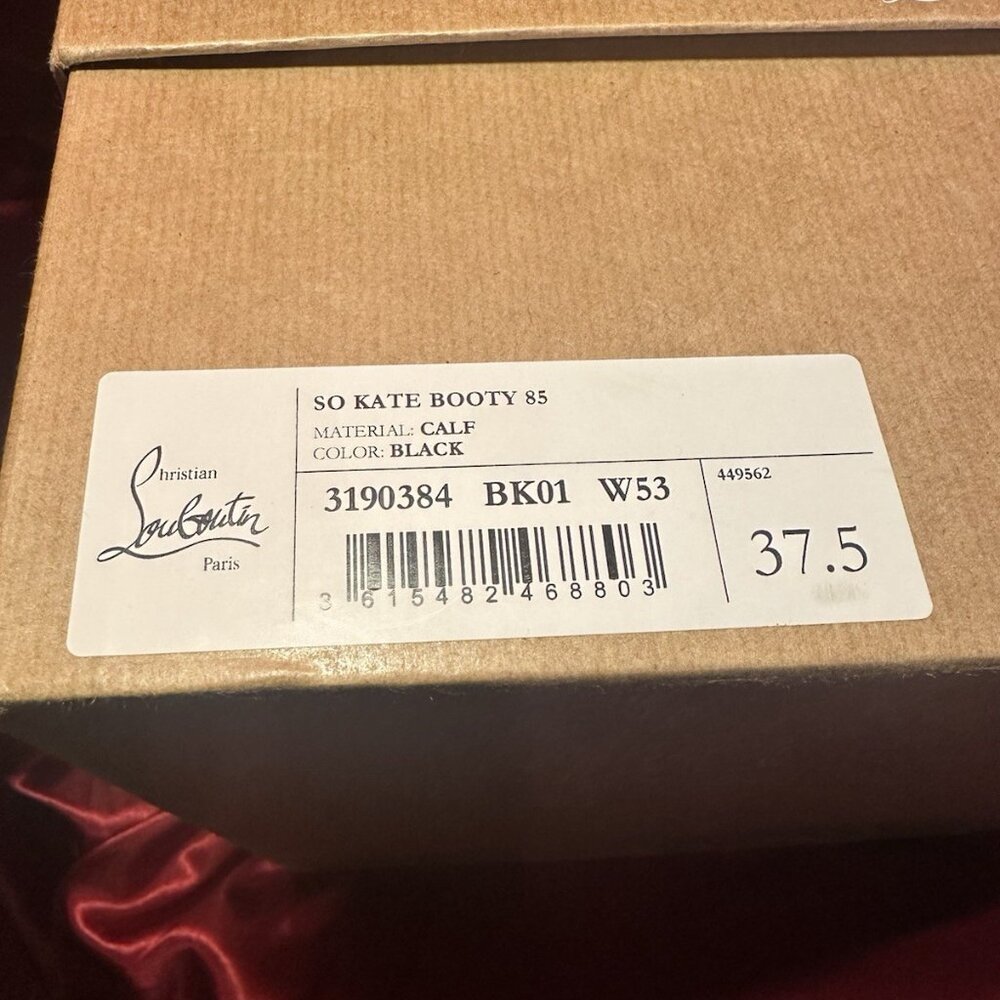 Christian
Louboutin
Paris
SO KATE BOOTY 85
MATERIAL: CALF
COLOR: BLACK
3190384 BK01 W53
3 615482 468803
449562
37.5